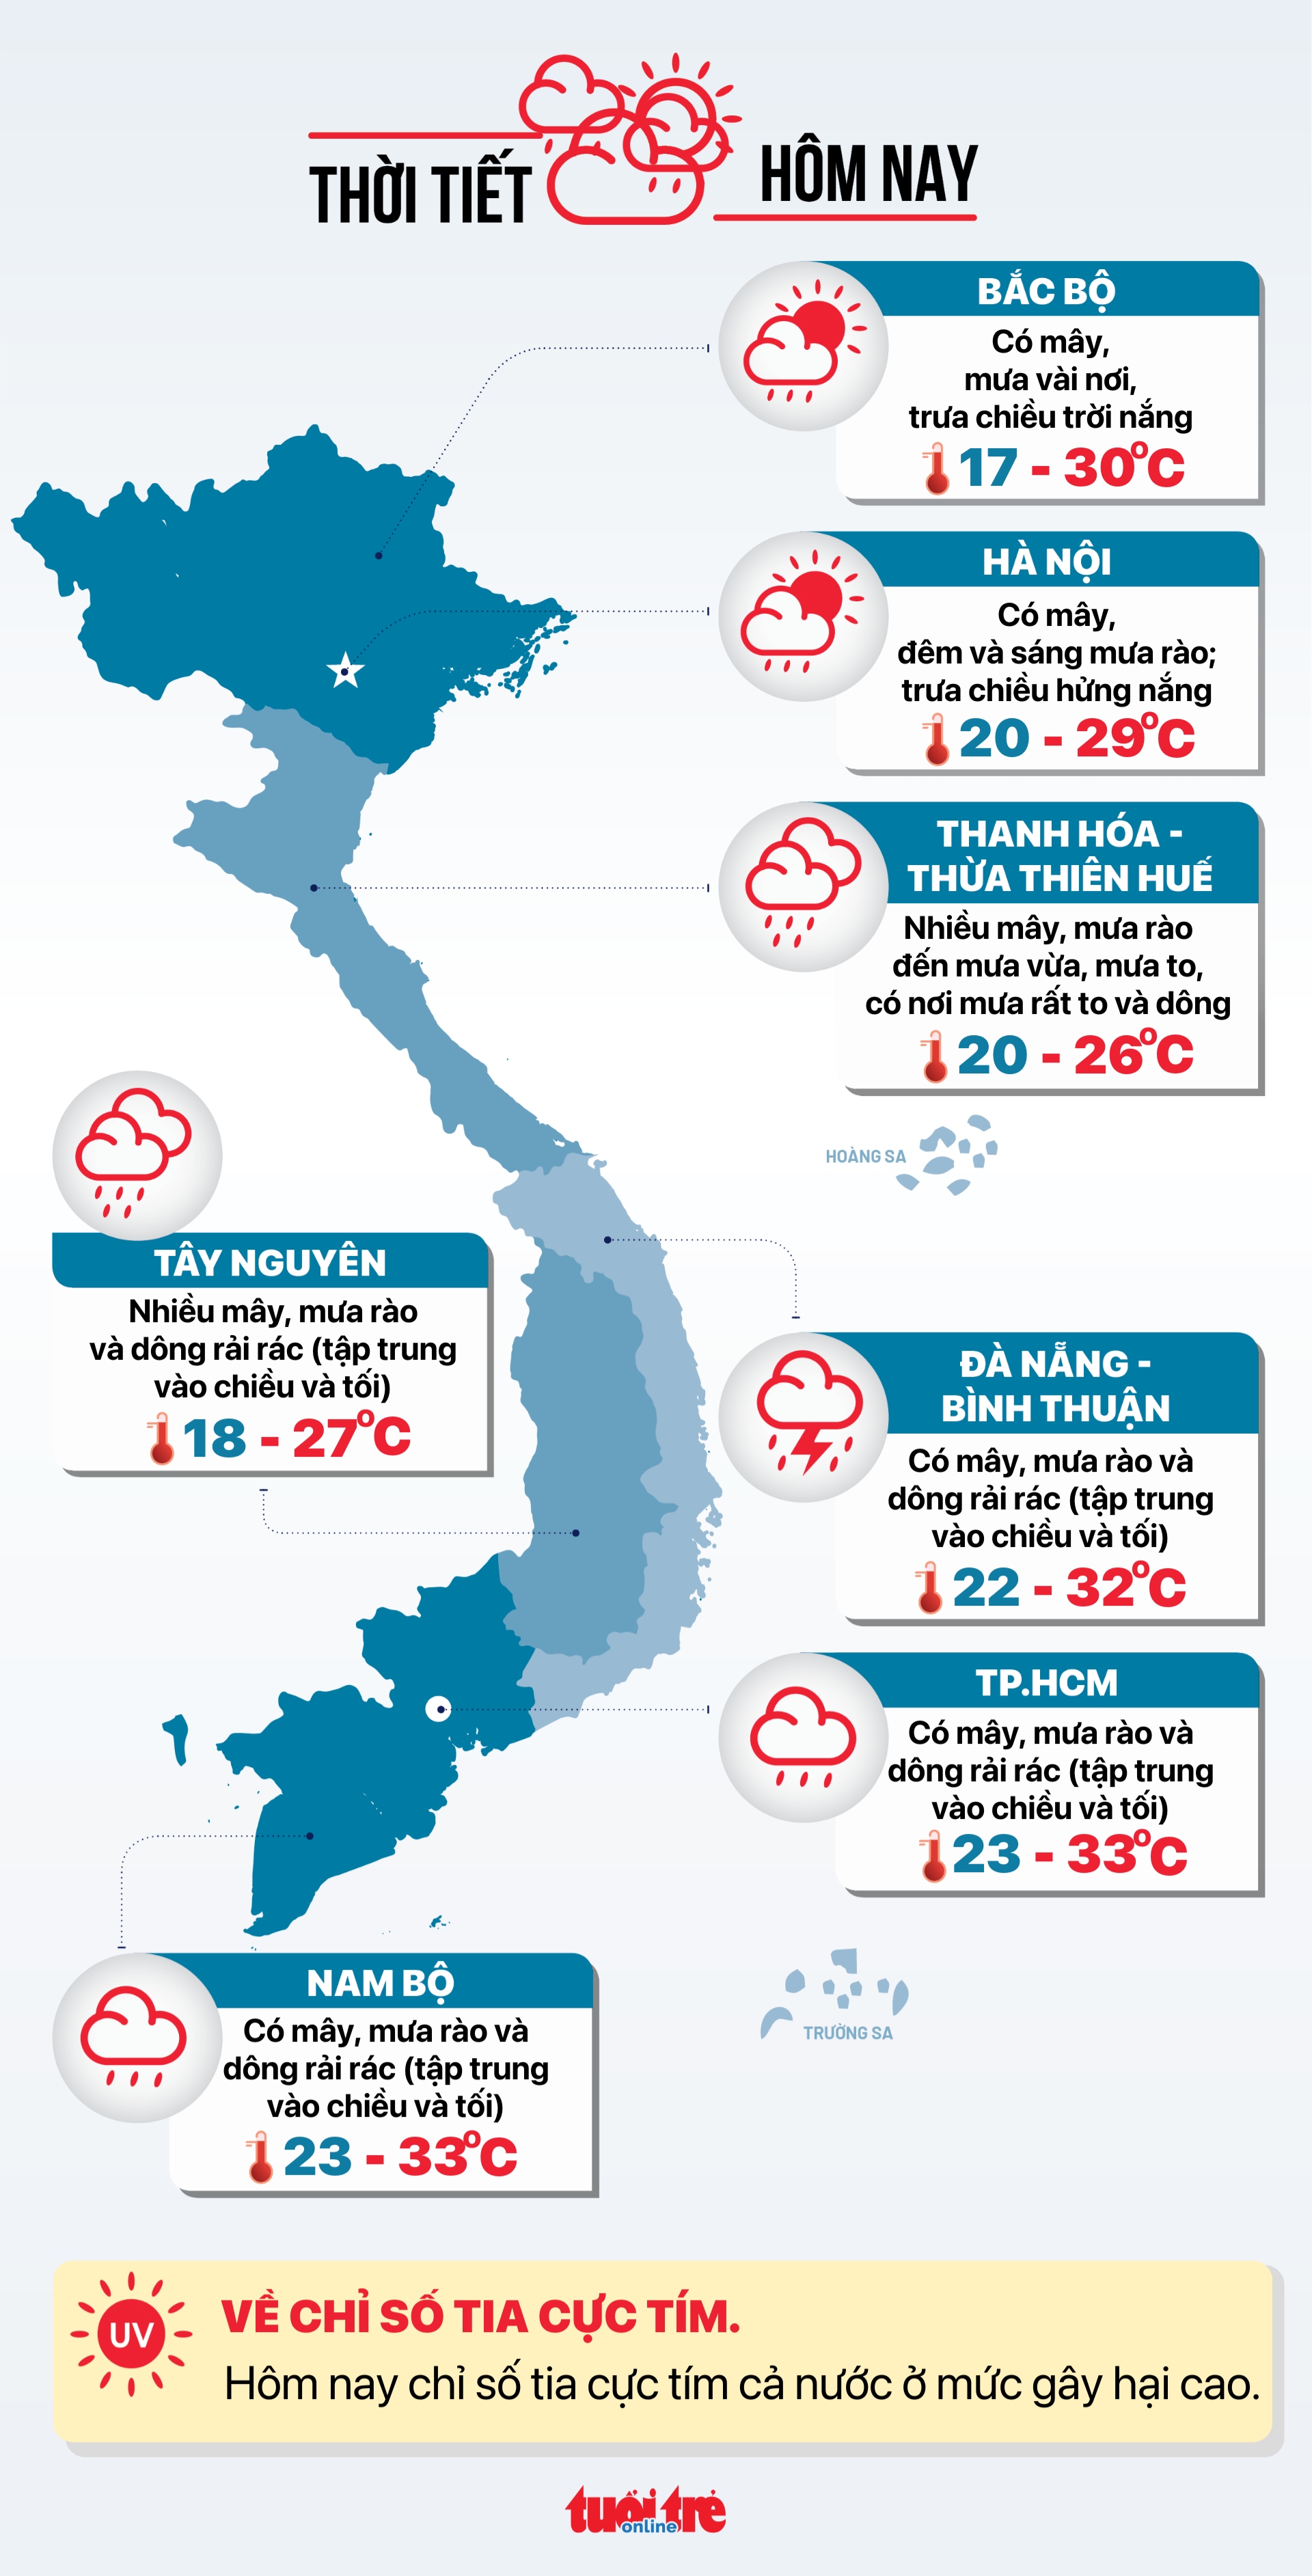 THỜI TIẾT HÔM NAY
BẮC BỘ
Có mây,
mưa vài nơi,
trưa chiều trời nắng
17 - 30°C
HÀ NỘI
Có mây,
đêm và sáng mưa rào;
trưa chiều hửng nắng
20 - 29°C
THANH HÓA -
THỪA THIÊN HUẾ
Nhiều mây, mưa rào
đến mưa vừa, mưa to,
có nơi mưa rất to và dông
20 - 26°C
HOÀNG SA
TÂY NGUYÊN
Nhiều mây, mưa rào
và dông rải rác (tập trung
vào chiều và tối)
18 - 27°C
ĐÀ NẴNG -
BÌNH THUẬN
Có mây, mưa rào và
dông rải rác (tập trung
vào chiều và tối)
22 - 32°C
TP.HCM
Có mây, mưa rào và
dông rải rác (tập trung
vào chiều và tối)
23 - 33°C
NAM BỘ
Có mây, mưa rào và
dông rải rác (tập trung
vào chiều và tối)
23 - 33°C
TRƯỜNG SA
UV
VỀ CHỈ SỐ TIA CỰC TÍM.
Hôm nay chỉ số tia cực tím cả nước ở mức gây hại cao.
tuổi trẻ
online